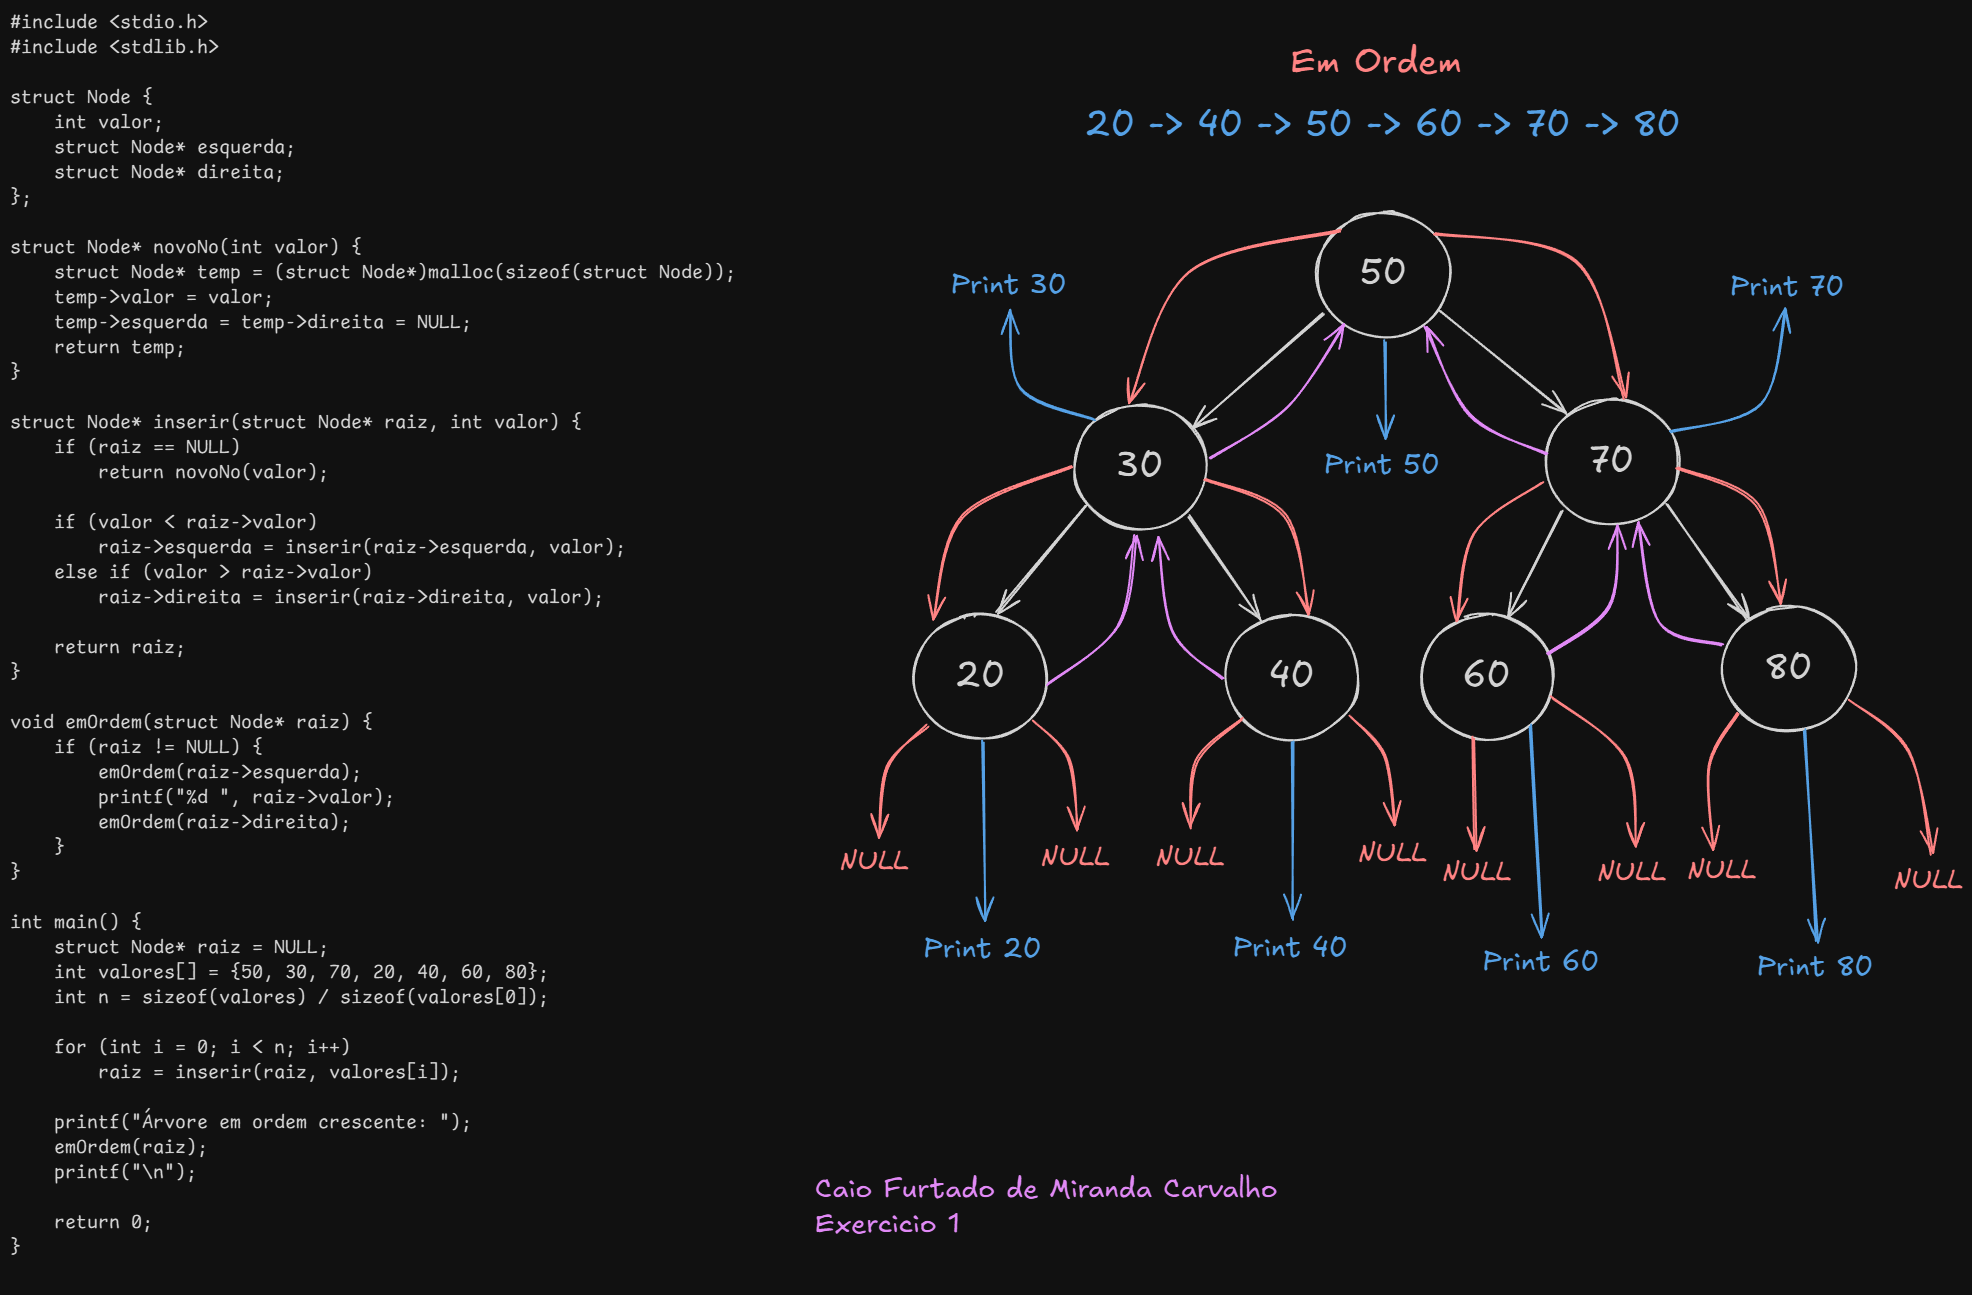 #include <stdio.h>
#include <stdlib.h>

struct Node {
    int valor;
    struct Node* esquerda;
    struct Node* direita;
};

struct Node* novoNo(int valor) {
    struct Node* temp = (struct Node*)malloc(sizeof(struct Node));
    temp->valor = valor;
    temp->esquerda = temp->direita = NULL;
    return temp;
}

struct Node* inserir(struct Node* raiz, int valor) {
    if (raiz == NULL)
        return novoNo(valor);

    if (valor < raiz->valor)
        raiz->esquerda = inserir(raiz->esquerda, valor);
    else if (valor > raiz->valor)
        raiz->direita = inserir(raiz->direita, valor);

    return raiz;
}

void emOrdem(struct Node* raiz) {
    if (raiz != NULL) {
        emOrdem(raiz->esquerda);
        printf("%d ", raiz->valor);
        emOrdem(raiz->direita);
    }
}

int main() {
    struct Node* raiz = NULL;
    int valores[] = {50, 30, 70, 20, 40, 60, 80};
    int n = sizeof(valores) / sizeof(valores[0]);

    for (int i = 0; i < n; i++)
        raiz = inserir(raiz, valores[i]);

    printf("Árvore em ordem crescente: ");
    emOrdem(raiz);
    printf("\n");

    return 0;
}

Em Ordem
20 -> 40 -> 50 -> 60 -> 70 -> 80
50
Print 30
Print 70
30
Print 50
70
20
40
60
80
NULL
NULL
NULL
NULL
NULL
NULL
NULL
NULL
Print 20
Print 40
Print 60
Print 80
Caio Furtado de Miranda Carvalho
Exercicio 1